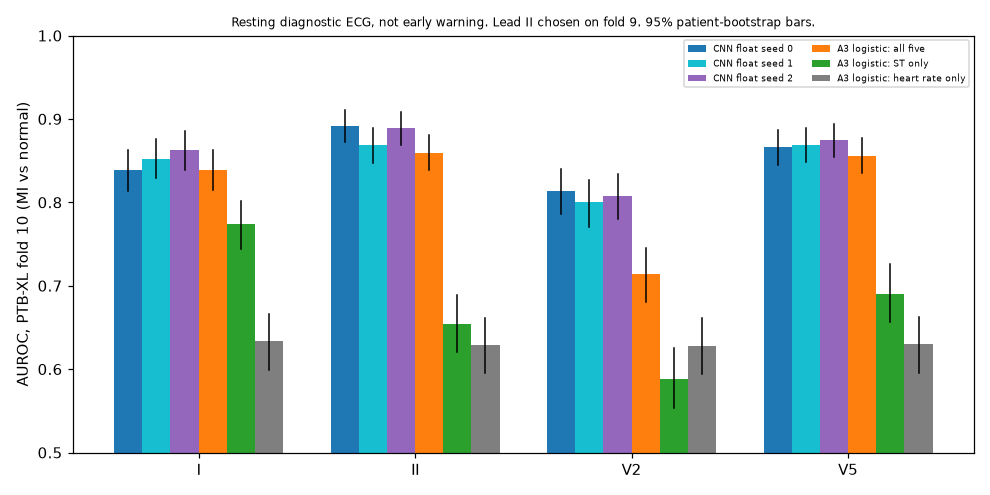 Resting diagnostic ECG, not early warning. Lead II chosen on fold 9. 95% patient-bootstrap bars.
AUROC, PTB-XL fold 10 (MI vs normal)
1.0
0.9
0.8
0.7
0.6
0.5
CNN float seed 0
CNN float seed 1
CNN float seed 2
A3 logistic: all five
A3 logistic: ST only
A3 logistic: heart rate only
I
II
V2
V5